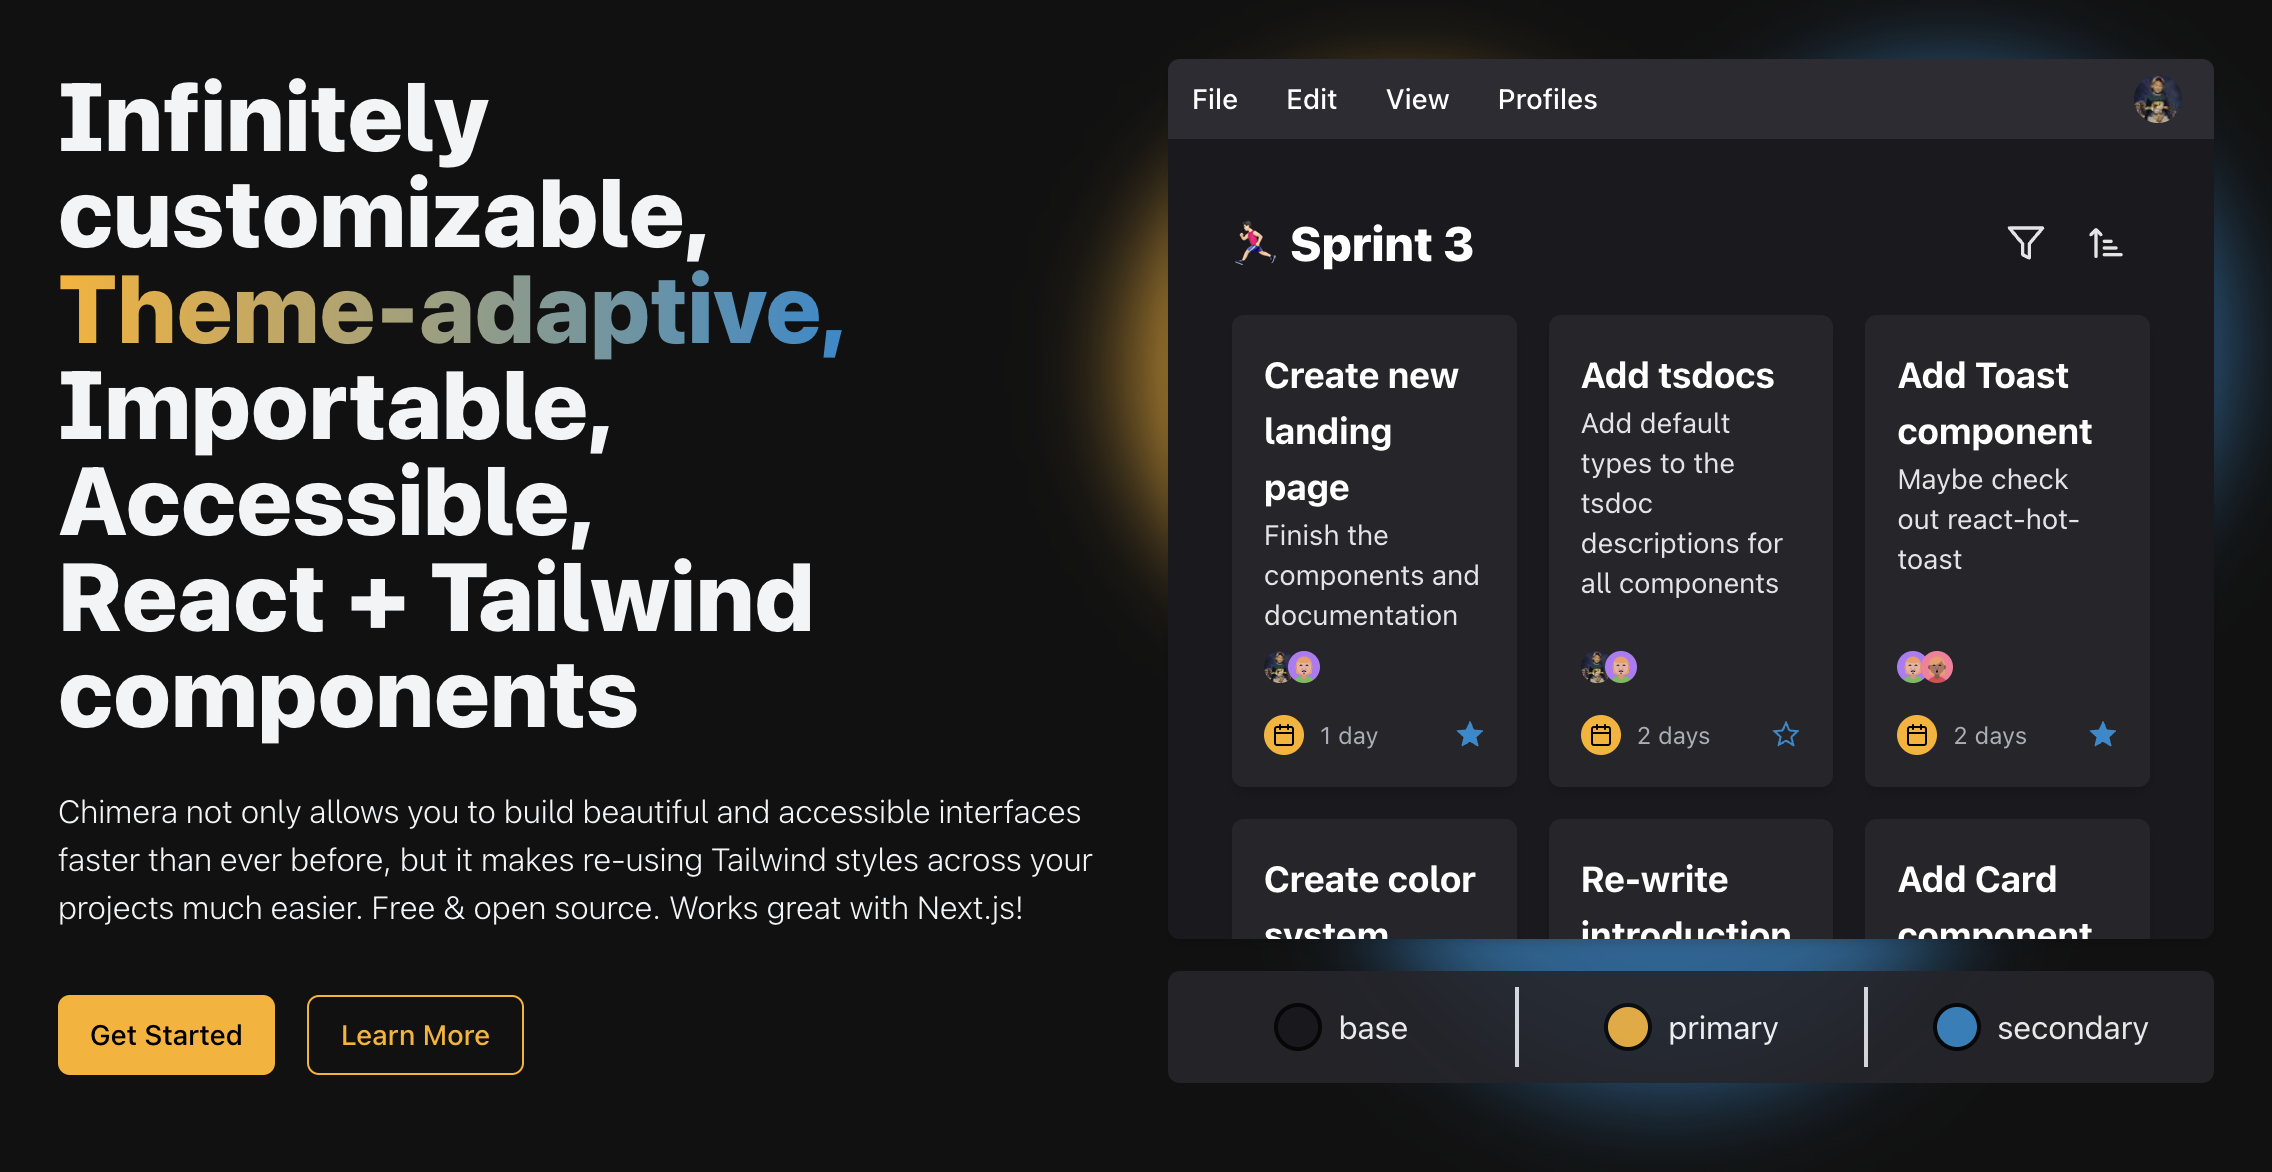 Infinitely
customizable,
Theme-adaptive,
Importable,
Accessible,
React + Tailwind
components
Chimera not only allows you to build beautiful and accessible interfaces
faster than ever before, but it makes re-using Tailwind styles across your
projects much easier. Free & open source. Works great with Next.js!
Get Started
Learn More
File Edit View Profiles
Sprint 3
Create new
landing
page
Finish the
components and
documentation
1 day
Add tsdocs
Add default
types to the
tsdoc
descriptions for
all components
2 days
Add Toast
component
Maybe check
out react-hot-
toast
2 days
Create color
system
Re-write
introduction
Add Card
component
base
primary
secondary